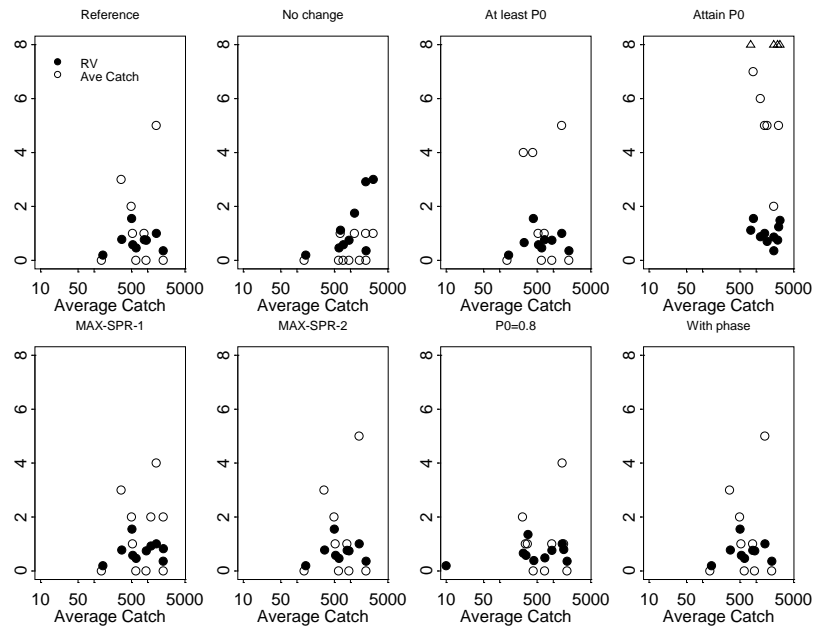 Reference
No change
At least P0
Attain P0
8
6
4
2
0
RV
Ave Catch
10 50 500 5000
Average Catch
8
6
4
2
0
10 50 500 5000
Average Catch
8
6
4
2
0
10 50 500 5000
Average Catch
8
6
4
2
0
10 50 500 5000
Average Catch
MAX-SPR-1
MAX-SPR-2
P0=0.8
With phase
8
6
4
2
0
10 50 500 5000
Average Catch
8
6
4
2
0
10 50 500 5000
Average Catch
8
6
4
2
0
10 50 500 5000
Average Catch
8
6
4
2
0
10 50 500 5000
Average Catch